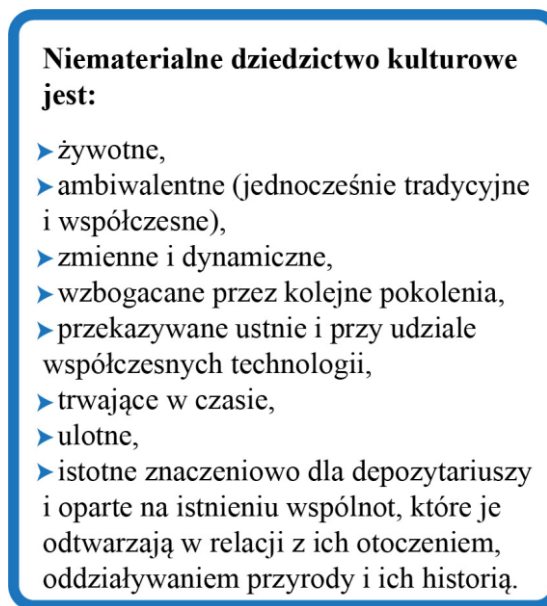 Niematerialne dziedzictwo kulturowe
jest:
➤ żywotne,
➤ ambiwalentne (jednocześnie tradycyjne
i współczesne),
➤ zmienne i dynamiczne,
➤ wzbogacane przez kolejne pokolenia,
➤ przekazywane ustnie i przy udziale
współczesnych technologii,
➤ trwające w czasie,
➤ ulotne,
➤ istotne znaczeniowo dla depozytariuszy
i oparte na istnieniu wspólnot, które je
odtwarzają w relacji z ich otoczeniem,
oddziaływaniem przyrody i ich historią.